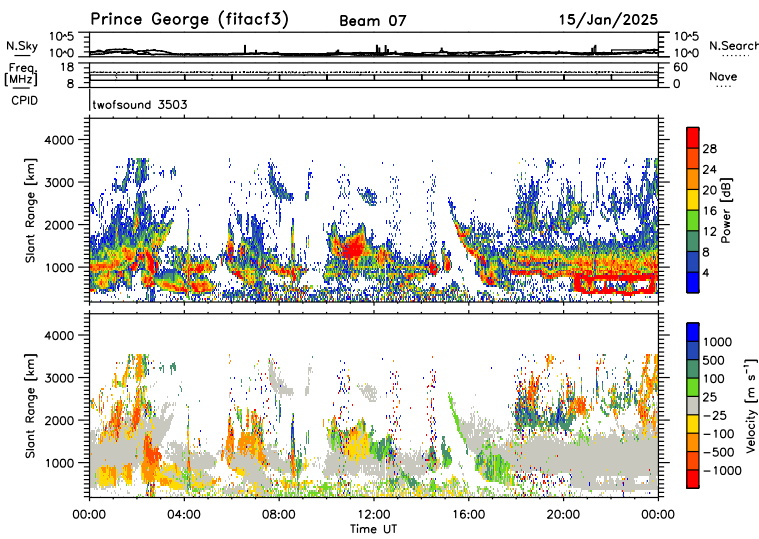 Prince George (fitacf3) Beam 07 15/Jan/2025
N.Sky 10^5 10^0 10^5 10^0 N.Search
Freq [MHz] 18 8 60 0 Nave
CPID twofsound 3503
Slant Range [km] 4000 3000 2000 1000
Power [dB] 28 24 20 16 12 8 4
Slant Range [km] 4000 3000 2000 1000
Velocity [m s⁻¹] 1000 500 100 25 -25 -100 -500 -1000
00:00 04:00 08:00 12:00 16:00 20:00 00:00
Time UT